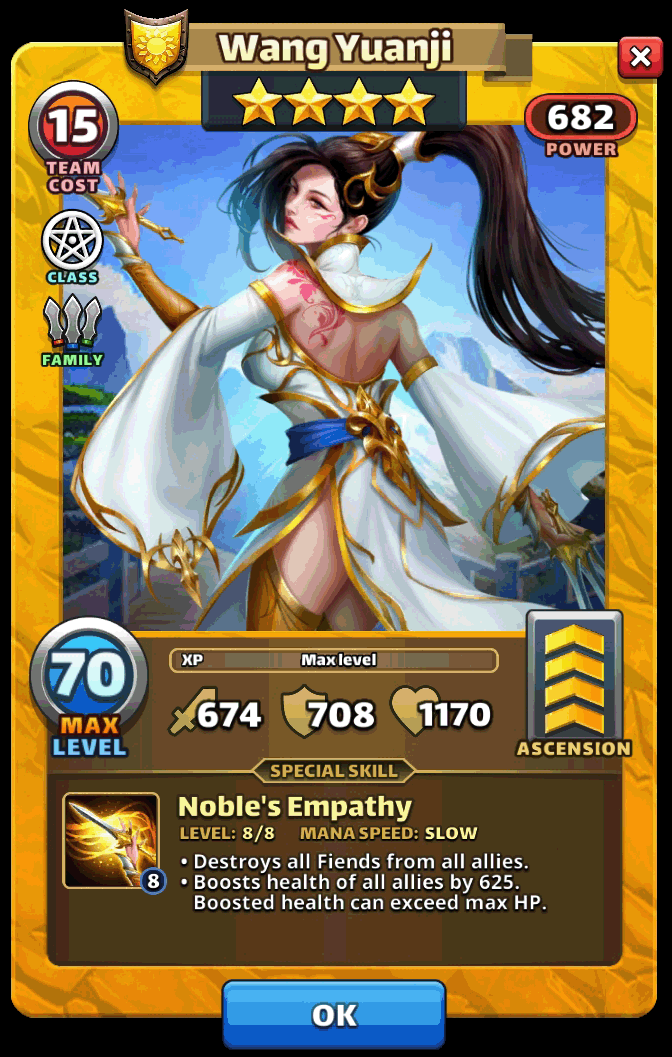 Wang Yuanji
15
TEAM
COST
682
POWER
CLASS
FAMILY
70
MAX
LEVEL
XP Max level
674 708 1170
ASCENSION
SPECIAL SKILL
Noble's Empathy
LEVEL: 8/8 MANA SPEED: SLOW
8
• Destroys all Fiends from all allies.
• Boosts health of all allies by 625.
Boosted health can exceed max HP.
OK